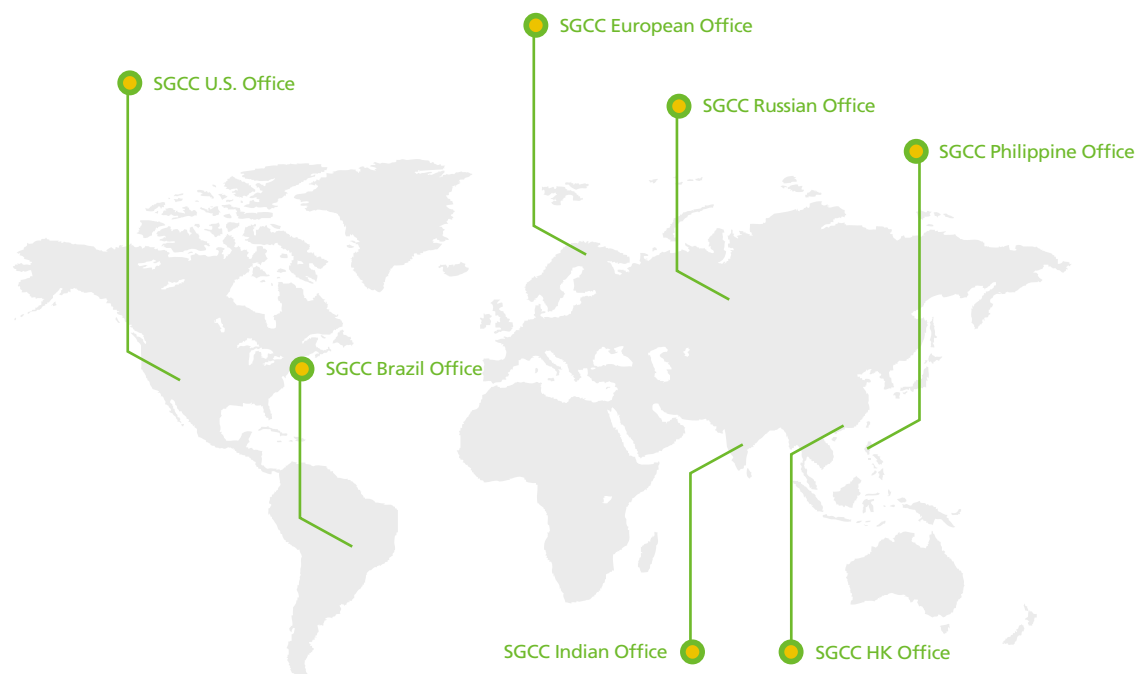 SGCC European Office
SGCC U.S. Office
SGCC Russian Office
SGCC Philippine Office
SGCC Brazil Office
SGCC Indian Office
SGCC HK Office